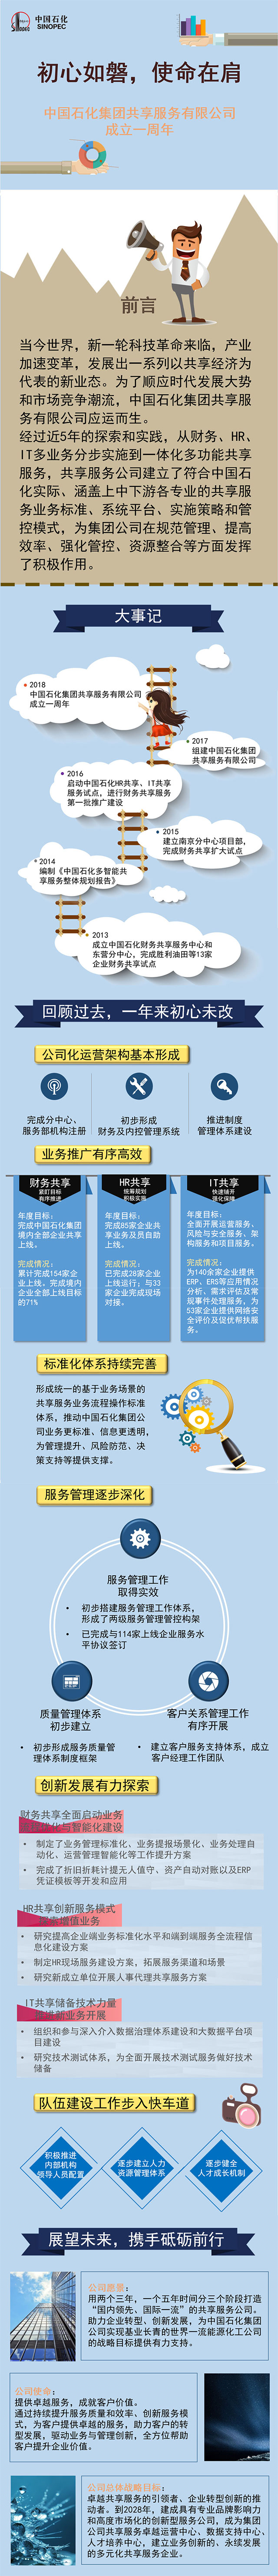 中国石化
SINOPEC
初心如磐，使命在肩
中国石化集团共享服务有限公司
成立一周年
前言
当今世界，新一轮科技革命来临，产业
加速变革，发展出一系列以共享经济为
代表的新业态。为了顺应时代发展大势
和市场竞争潮流，中国石化集团共享服
务有限公司应运而生。
经过近5年的探索和实践，从财务、HR、
IT多业务分步实施到一体化多功能共享
服务，共享服务公司建立了符合中国石
化实际、涵盖上中下游各专业的共享服
务业务标准、系统平台、实施策略和管
控模式，为集团公司在规范管理、提高
效率、强化管控、资源整合等方面发挥
了积极作用。
大事记
2018
中国石化集团共享服务有限公司
成立一周年
2017
组建中国石化集团
共享服务有限公司
2016
启动中国石化HR共享、IT共享
服务试点，进行财务共享服务
第一批推广建设
2015
建立南京分中心项目部，
完成财务共享扩大试点
2014
编制《中国石化多智能共
享服务整体规划报告》
2013
成立中国石化财务共享服务中心和
东营分中心，完成胜利油田等13家
企业财务共享试点
回顾过去，一年来初心未改
公司化运营架构基本形成
完成分中心、
服务部机构注册
初步形成
财务及内控管理系统
推进制度
管理体系建设
业务推广有序高效
财务共享
紧盯目标
有序推进
年度目标：
完成中国石化集团
境内全部企业共享
上线。
完成情况：
累计完成154家企
业上线。完成境内
企业全部上线目标
的71%
HR共享
统筹规划
积极实施
年度目标：
完成85家企业共
享业务及员自助
上线。
完成情况：
已完成28家企业
上线运行；与33
家企业完成现场
对接。
IT共享
快速铺开
强化保障
年度目标：
全面开展运营服务、
风险与安全服务、架
构服务和项目服务。
完成情况：
为140余家企业提供
ERP、ERS等应用情况
分析、需求评估及常
规事件处理服务，为
53家企业提供网络安
全评价及促优帮扶服
务。
标准化体系持续完善
形成统一的基于业务场景的
共享服务业务流程操作标准
体系，推动中国石化集团公
司业务更标准、信息更透明，
为管理提升、风险防范、决
策支持等提供支撑。
服务管理逐步深化
服务管理工作
取得实效
• 初步搭建服务管理工作体系，
形成了两级服务管理管控构架
• 已完成与114家上线企业服务水
平协议签订
质量管理体系
初步建立
• 初步形成服务质量管
理体系制度框架
客户关系管理工作
有序开展
• 建立客户服务支持体系，成立
客户经理工作团队
创新发展有力探索
财务共享全面启动业务
化与智能化建设
• 制定了业务管理标准化、业务提报场景化、业务处理自
动化、运营管理智能化等工作提升方案
• 完成了折旧折耗计提无人值守、资产自动对账以及ERP
凭证模板等开发和应用
HR共享创新服务模式
增值业务
• 研究提高企业端业务标准化水平和端到端服务全流程信
息化建设方案
• 制定HR现场服务建设方案，拓展服务渠道和场景
• 研究新成立单位开展人事代理共享服务方案
IT共享储备技术力量
新业务开展
• 组织和参与深入介入数据治理体系建设和大数据平台项
目建设
• 研究技术测试体系，为全面开展技术测试服务做好技术
储备
队伍建设工作步入快车道
积极推进
内部机构
领导人员配置
逐步建立人力
资源管理体系
逐步健全
人才成长机制
展望未来，携手砥砺前行
公司愿景：
用两个三年，一个五年时间分三个阶段打造
“国内领先、国际一流”的共享服务公司。
助力企业转型、创新发展，为中国石化集团
公司实现基业长青的世界一流能源化工公司
的战略目标提供有力支持。
公司使命：
提供卓越服务，成就客户价值。
通过持续提升服务质量和效率、创新服务模
式，为客户提供卓越的服务，助力客户的转
型发展，驱动业务与管理创新，全方位帮助
客户提升企业价值。
公司总体战略目标：
卓越共享服务的引领者、企业转型创新的推
动者。到2028年，建成具有专业品牌影响力
和高度市场化的创新型服务公司，成为集团
公司共享服务卓越运营中心、数据支持中心、
人才培养中心，建立业务创新的、永续发展
的多元化共享服务企业。